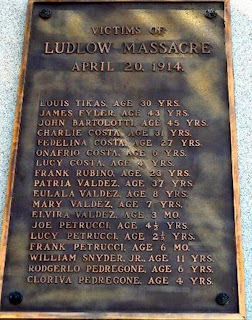 VICTIMS OF
LUDLOW MASSACRE
APRIL 20, 1914.
LOUIS TIKAS, AGE 30 YRS.
JAMES FYLER, AGE 43 YRS.
JOHN BARTOLOTTI, AGE 45 YRS.
CHARLIE COSTA, AGE 31 YRS.
FEDELINA COSTA, AGE 27 YRS.
ONAFRIO COSTA, AGE 6 YRS.
LUCY COSTA, AGE 4 YRS.
FRANK RUBINO, AGE 23 YRS.
PATRIA VALDEZ, AGE 37 YRS.
EULALA VALDEZ, AGE 8 YRS.
MARY VALDEZ, AGE 7 YRS.
ELVIRA VALDEZ, AGE 3 MO.
JOE PETRUCCI, AGE 4½ YRS.
LUCY PETRUCCI, AGE 2½ YRS.
FRANK PETRUCCI, AGE 6 MO.
WILLIAM SNYDER, JR., AGE 11 YRS.
RODGERLO PEDREGONE, AGE 6 YRS.
CLORIVA PEDREGONE, AGE 4 YRS.